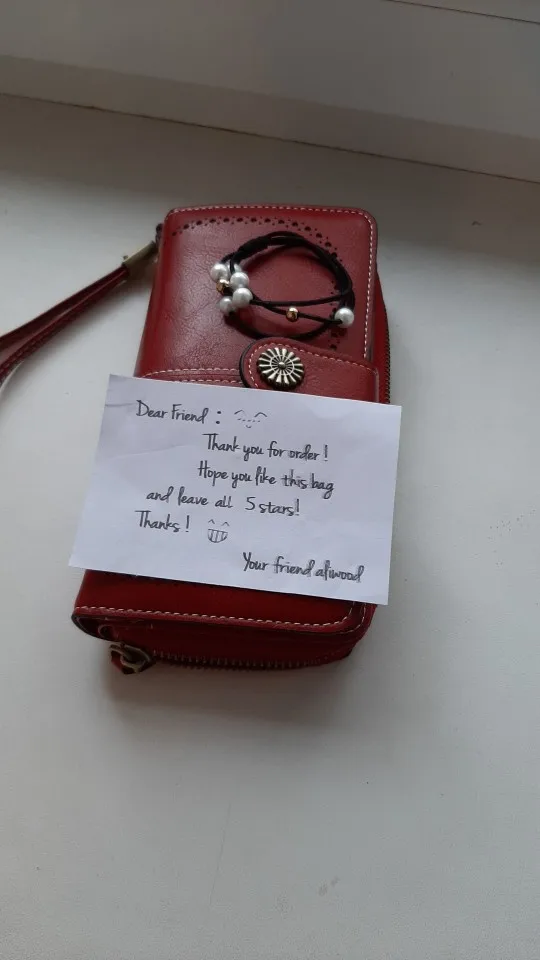 Dear Friend :
Thank you for order !
Hope you like this bag
and leave all 5 stars!
Thanks !
Your friend aliwood